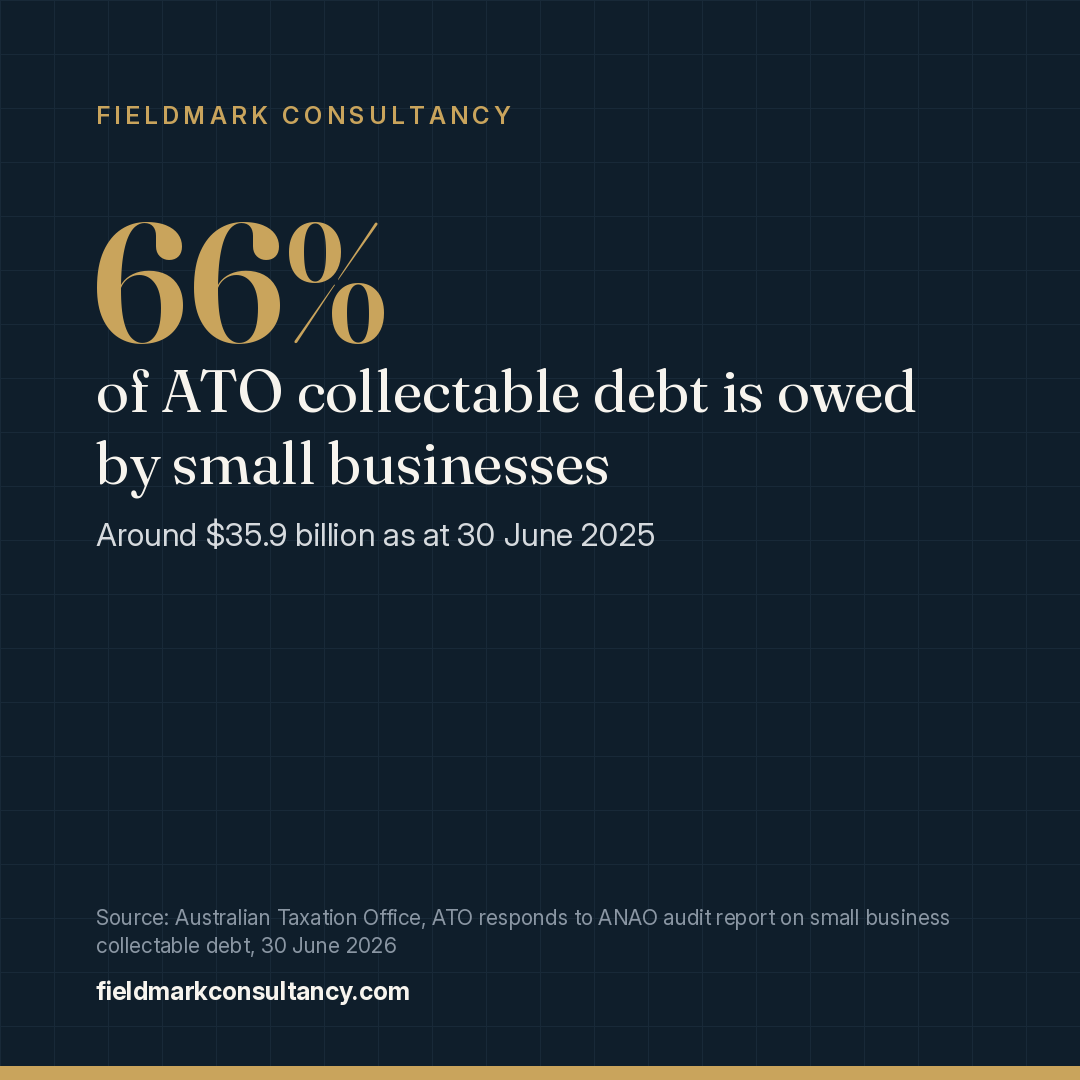 FIELDMARK CONSULTANCY
66%
of ATO collectable debt is owed
by small businesses
Around $35.9 billion as at 30 June 2025
Source: Australian Taxation Office, ATO responds to ANAO audit report on small business
collectable debt, 30 June 2026
fieldmarkconsultancy.com